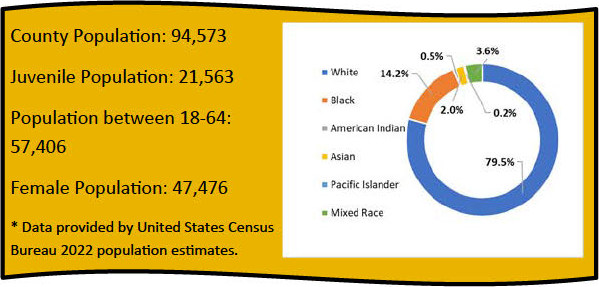 County Population: 94,573
Juvenile Population: 21,563
Population between 18-64:
57,406
Female Population: 47,476
* Data provided by United States Census
Bureau 2022 population estimates.
White
Black
American Indian
Asian
Pacific Islander
Mixed Race
0.5%
3.6%
14.2%
2.0%
0.2%
79.5%